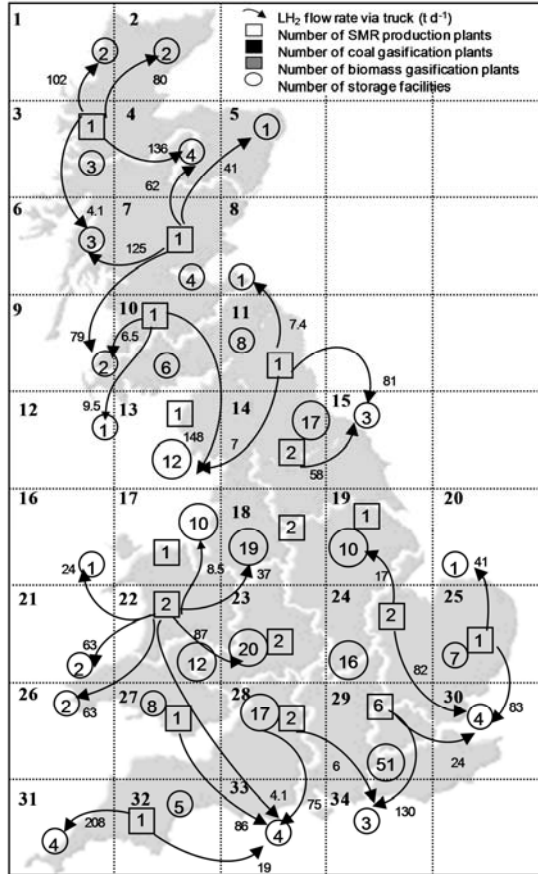 1 2
LH₂ flow rate via truck (t d⁻¹)
Number of SMR production plants
Number of coal gasification plants
Number of biomass gasification plants
Number of storage facilities
2 2
102 80
3 4 5
1 1
136 4
3 62 41
6 7 8
4.1
3 1
125
4 1
9 10 11
1
7.4
79 6.5 8
2 6 1
81
9.5
12 13 14 15
1 1 17 3
148 7
12 2
58
16 17 18 19 20
10 2 1
1 19 10
1 24 8.5 37 17 1 41
21 22 23 24 25
2 2
63 87 2 1
2 12 20 16 7
82
26 63 27 28 29 30
2 8 17 2 6 83
1 4
24
6 51
31 32 33 34
4.1 75
5 130
208 1 86
4 4 3
19